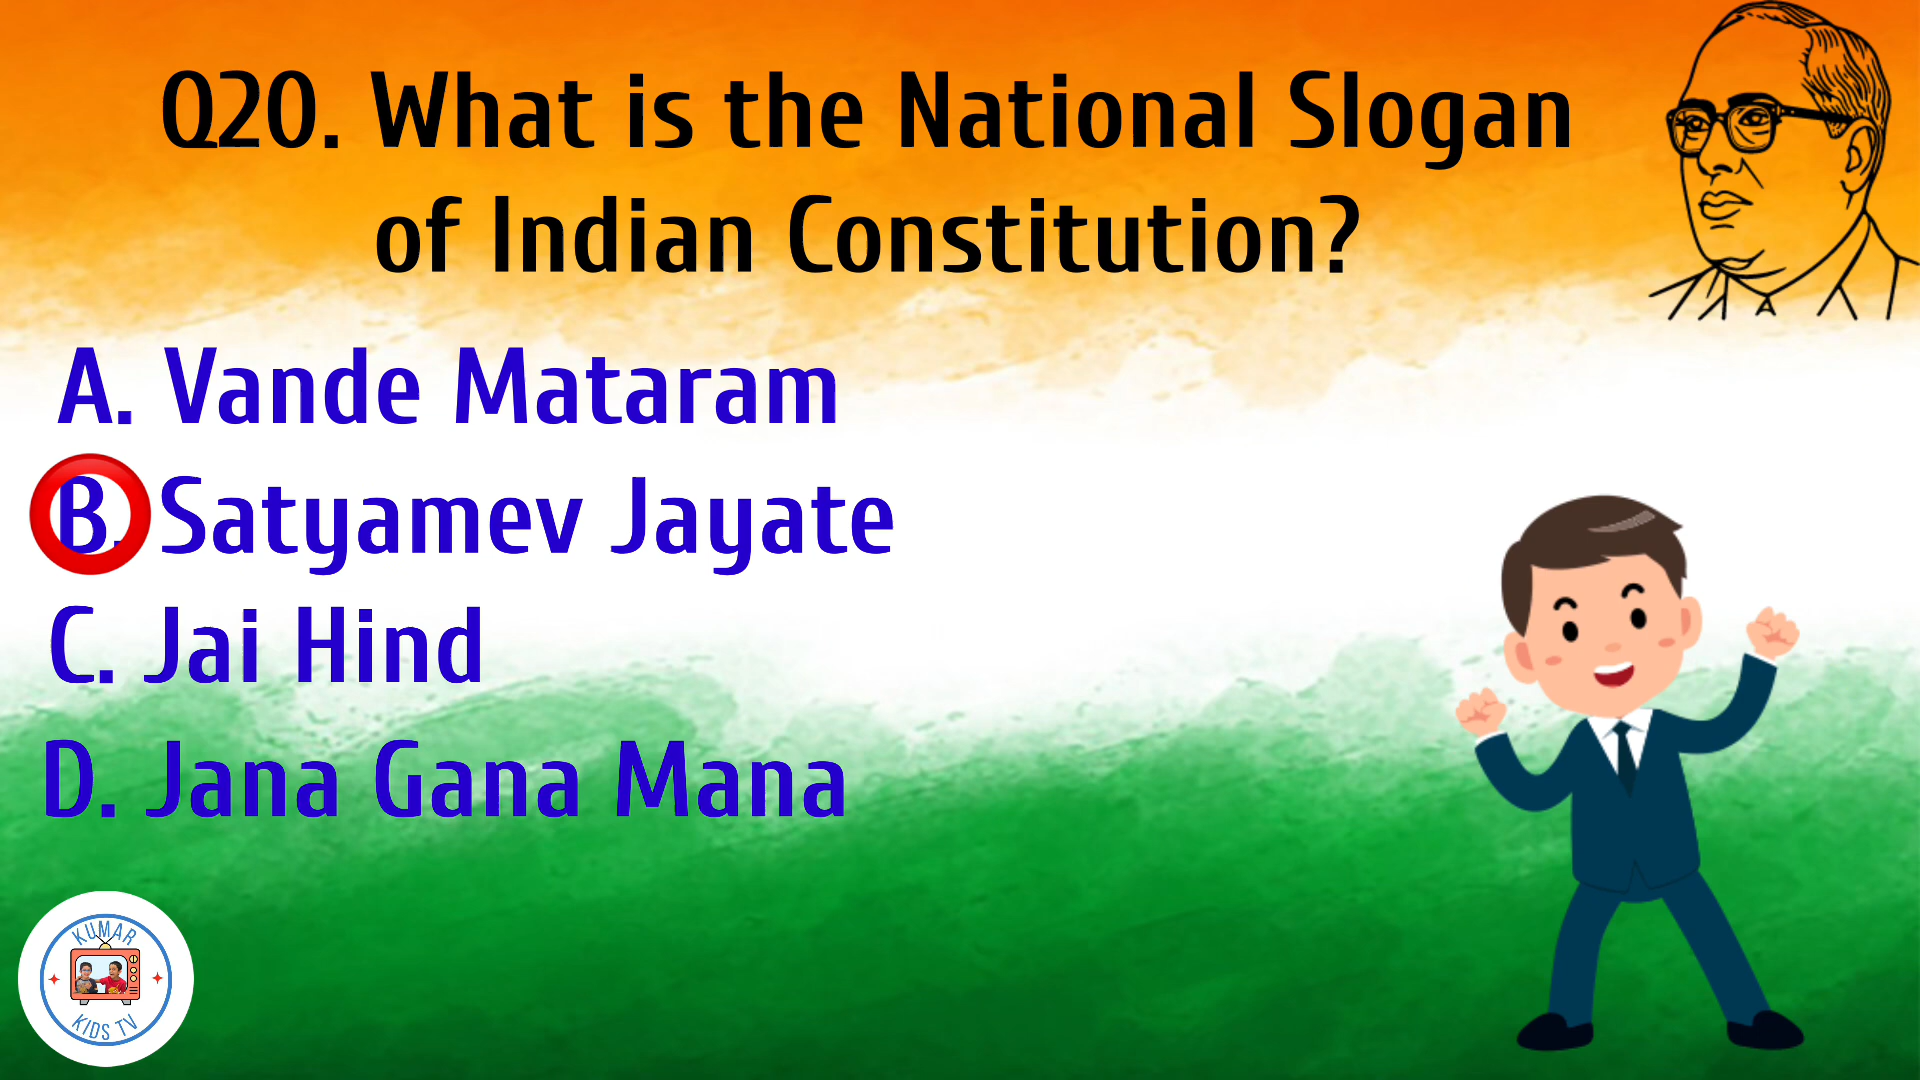 Q20. What is the National Slogan
of Indian Constitution?
A. Vande Mataram
B. Satyamev Jayate
C. Jai Hind
D. Jana Gana Mana
KUMAR
KIDS TV